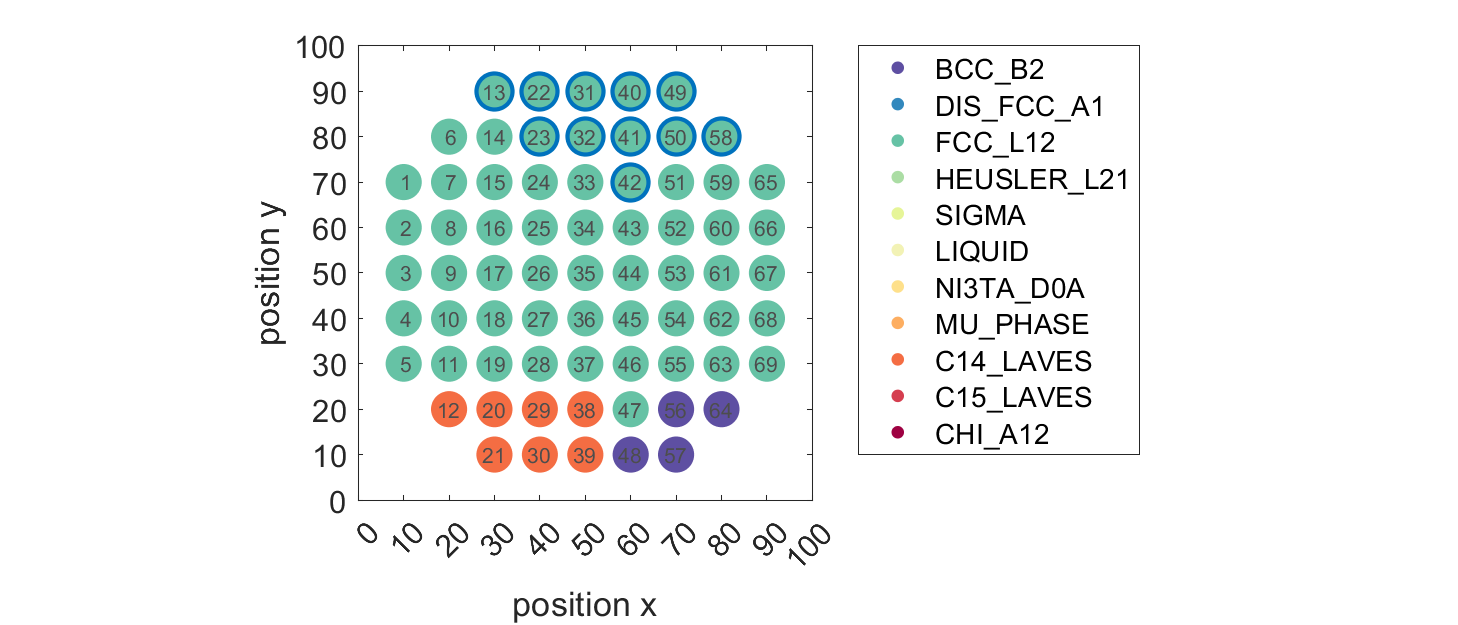 100
90
80
70
60
50
40
30
20
10
0
position y
13 22 31 40 49
6 14 23 32 41 50 58
1 7 15 24 33 42 51 59 65
2 8 16 25 34 43 52 60 66
3 9 17 26 35 44 53 61 67
4 10 18 27 36 45 54 62 68
5 11 19 28 37 46 55 63 69
12 20 29 38 47 56 64
21 30 39 48 57
0 10 20 30 40 50 60 70 80 90 100
position x
BCC_B2
DIS_FCC_A1
FCC_L12
HEUSLER_L21
SIGMA
LIQUID
NI3TA_D0A
MU_PHASE
C14_LAVES
C15_LAVES
CHI_A12